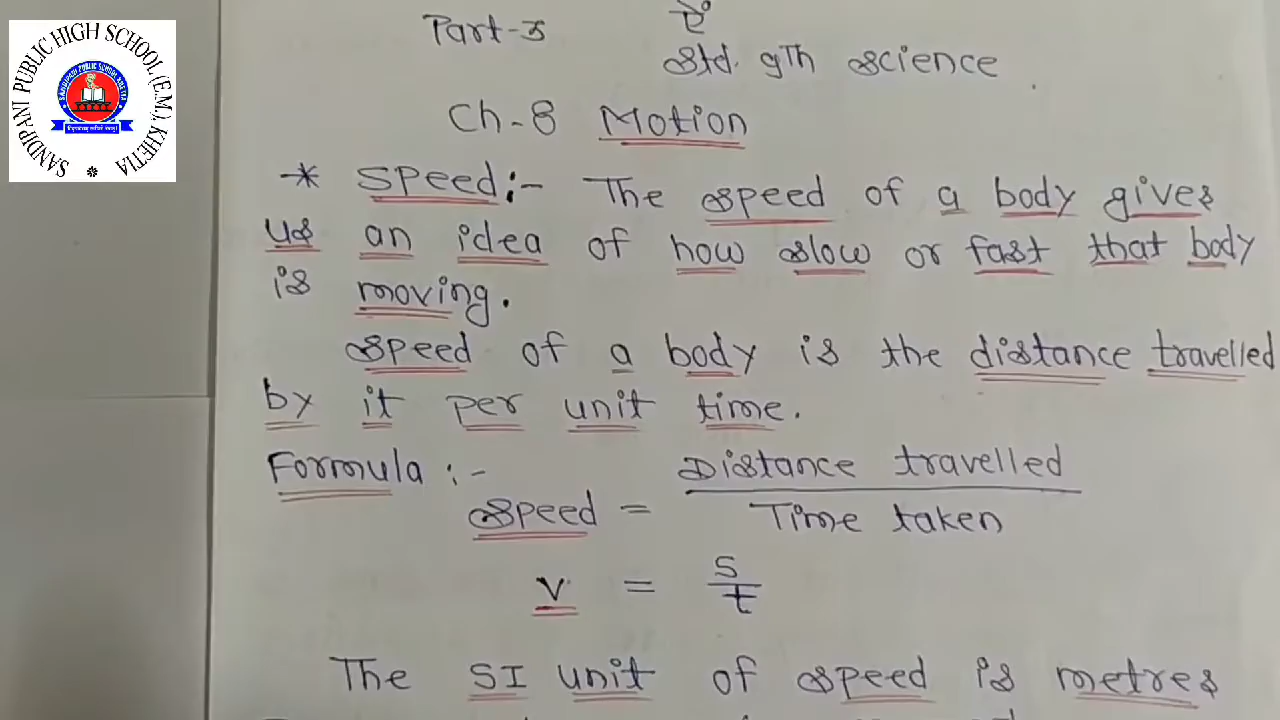 SANDIPANI PUBLIC HIGH SCHOOL (E.M.), KHETIA
Part-3
ऐं
Std. 9Th Science
Ch-8 Motion
* Speed:- The speed of a body gives
us an idea of how slow or fast that body
is moving.
speed of a body is the distance travelled
by it per unit time.
Formula :- Distance travelled
speed = Time taken
v = s/t
The SI unit of speed is metres